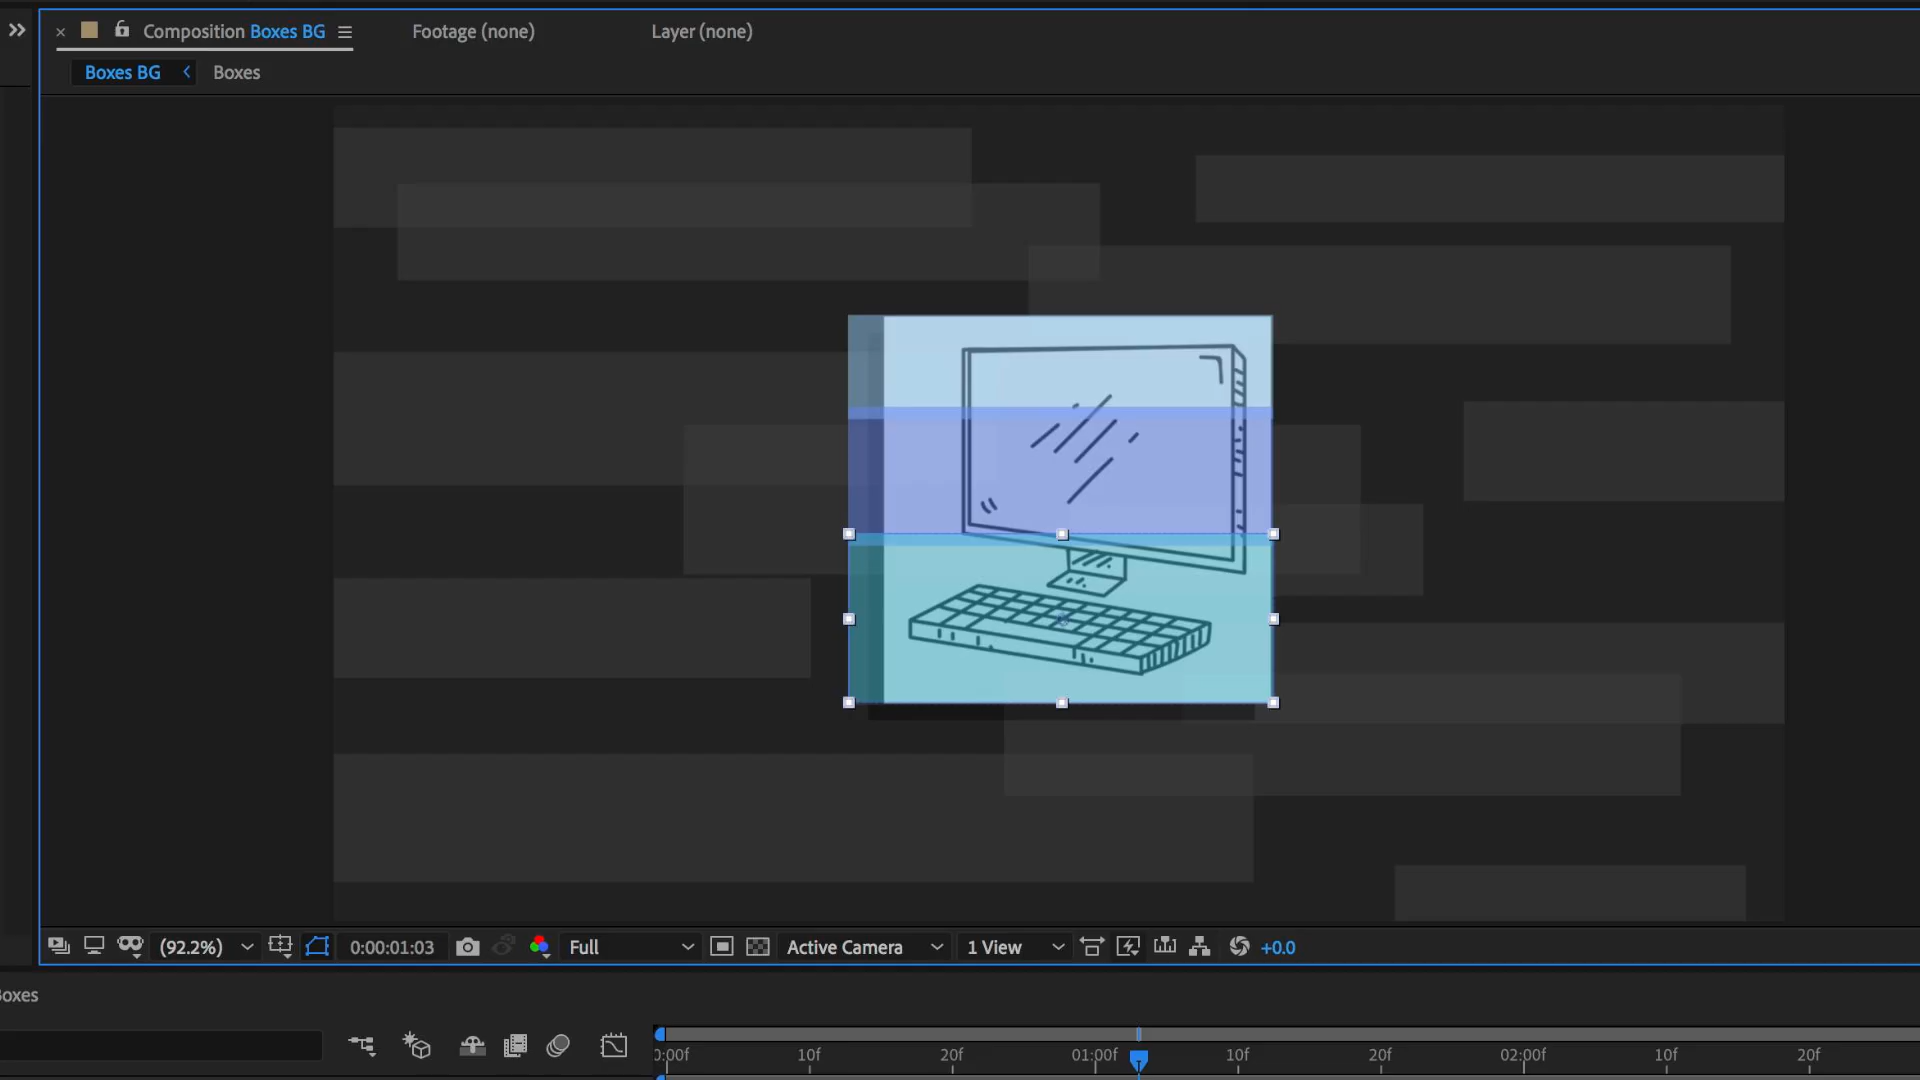 Composition Boxes BG
Footage (none)
Layer (none)
Boxes BG
Boxes
(92.2%)
0:00:01:03
Full
Active Camera
1 View
+0.0
oxes
0:00f
10f
20f
01:00f
10f
20f
02:00f
10f
20f